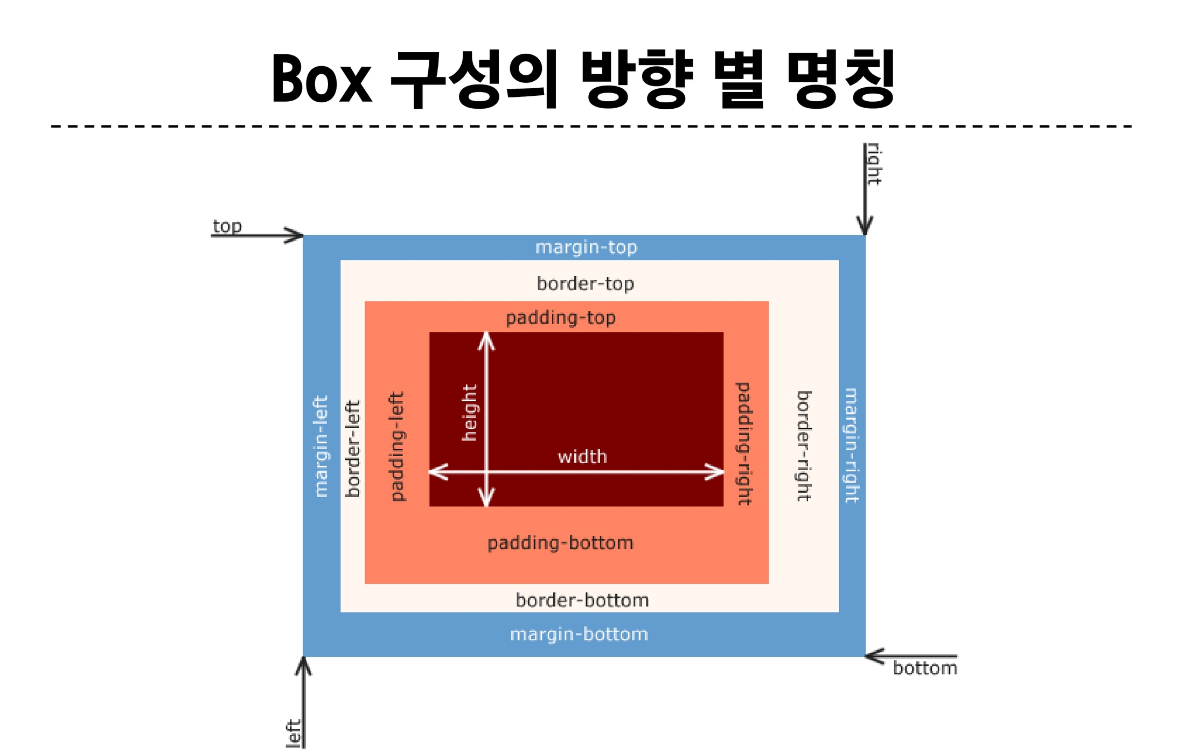 Box 구성의 방향 별 명칭
right
top
margin-top
border-top
padding-top
margin-left
border-left
padding-left
height
width
padding-right
border-right
margin-right
padding-bottom
border-bottom
margin-bottom
bottom
left